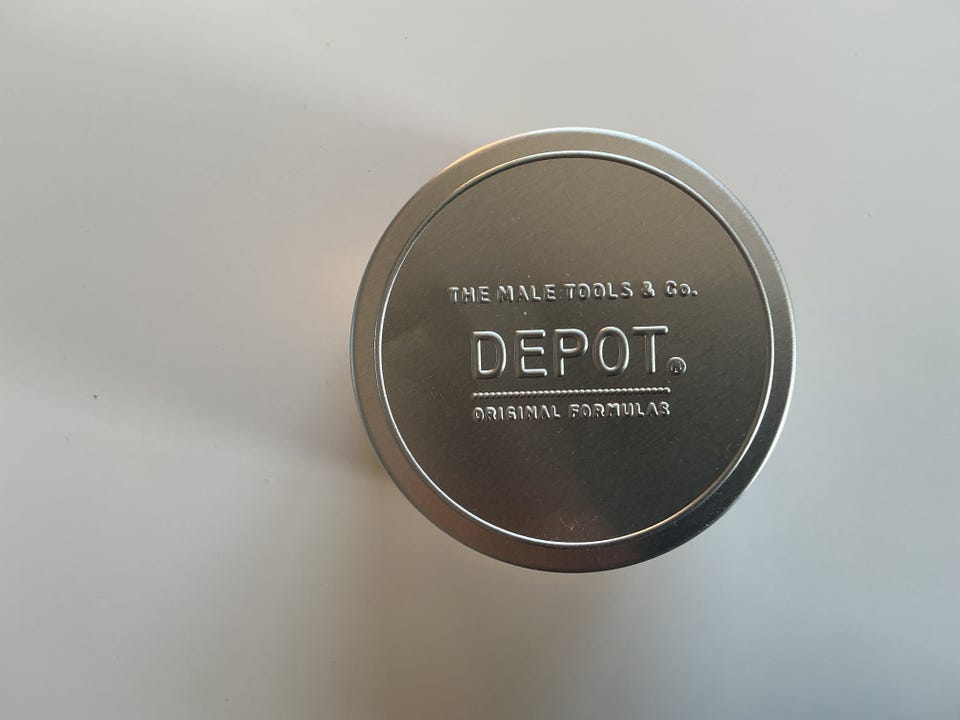 THE MALE TOOLS & Co.
DEPOT.®
ORIGINAL FORMULAS